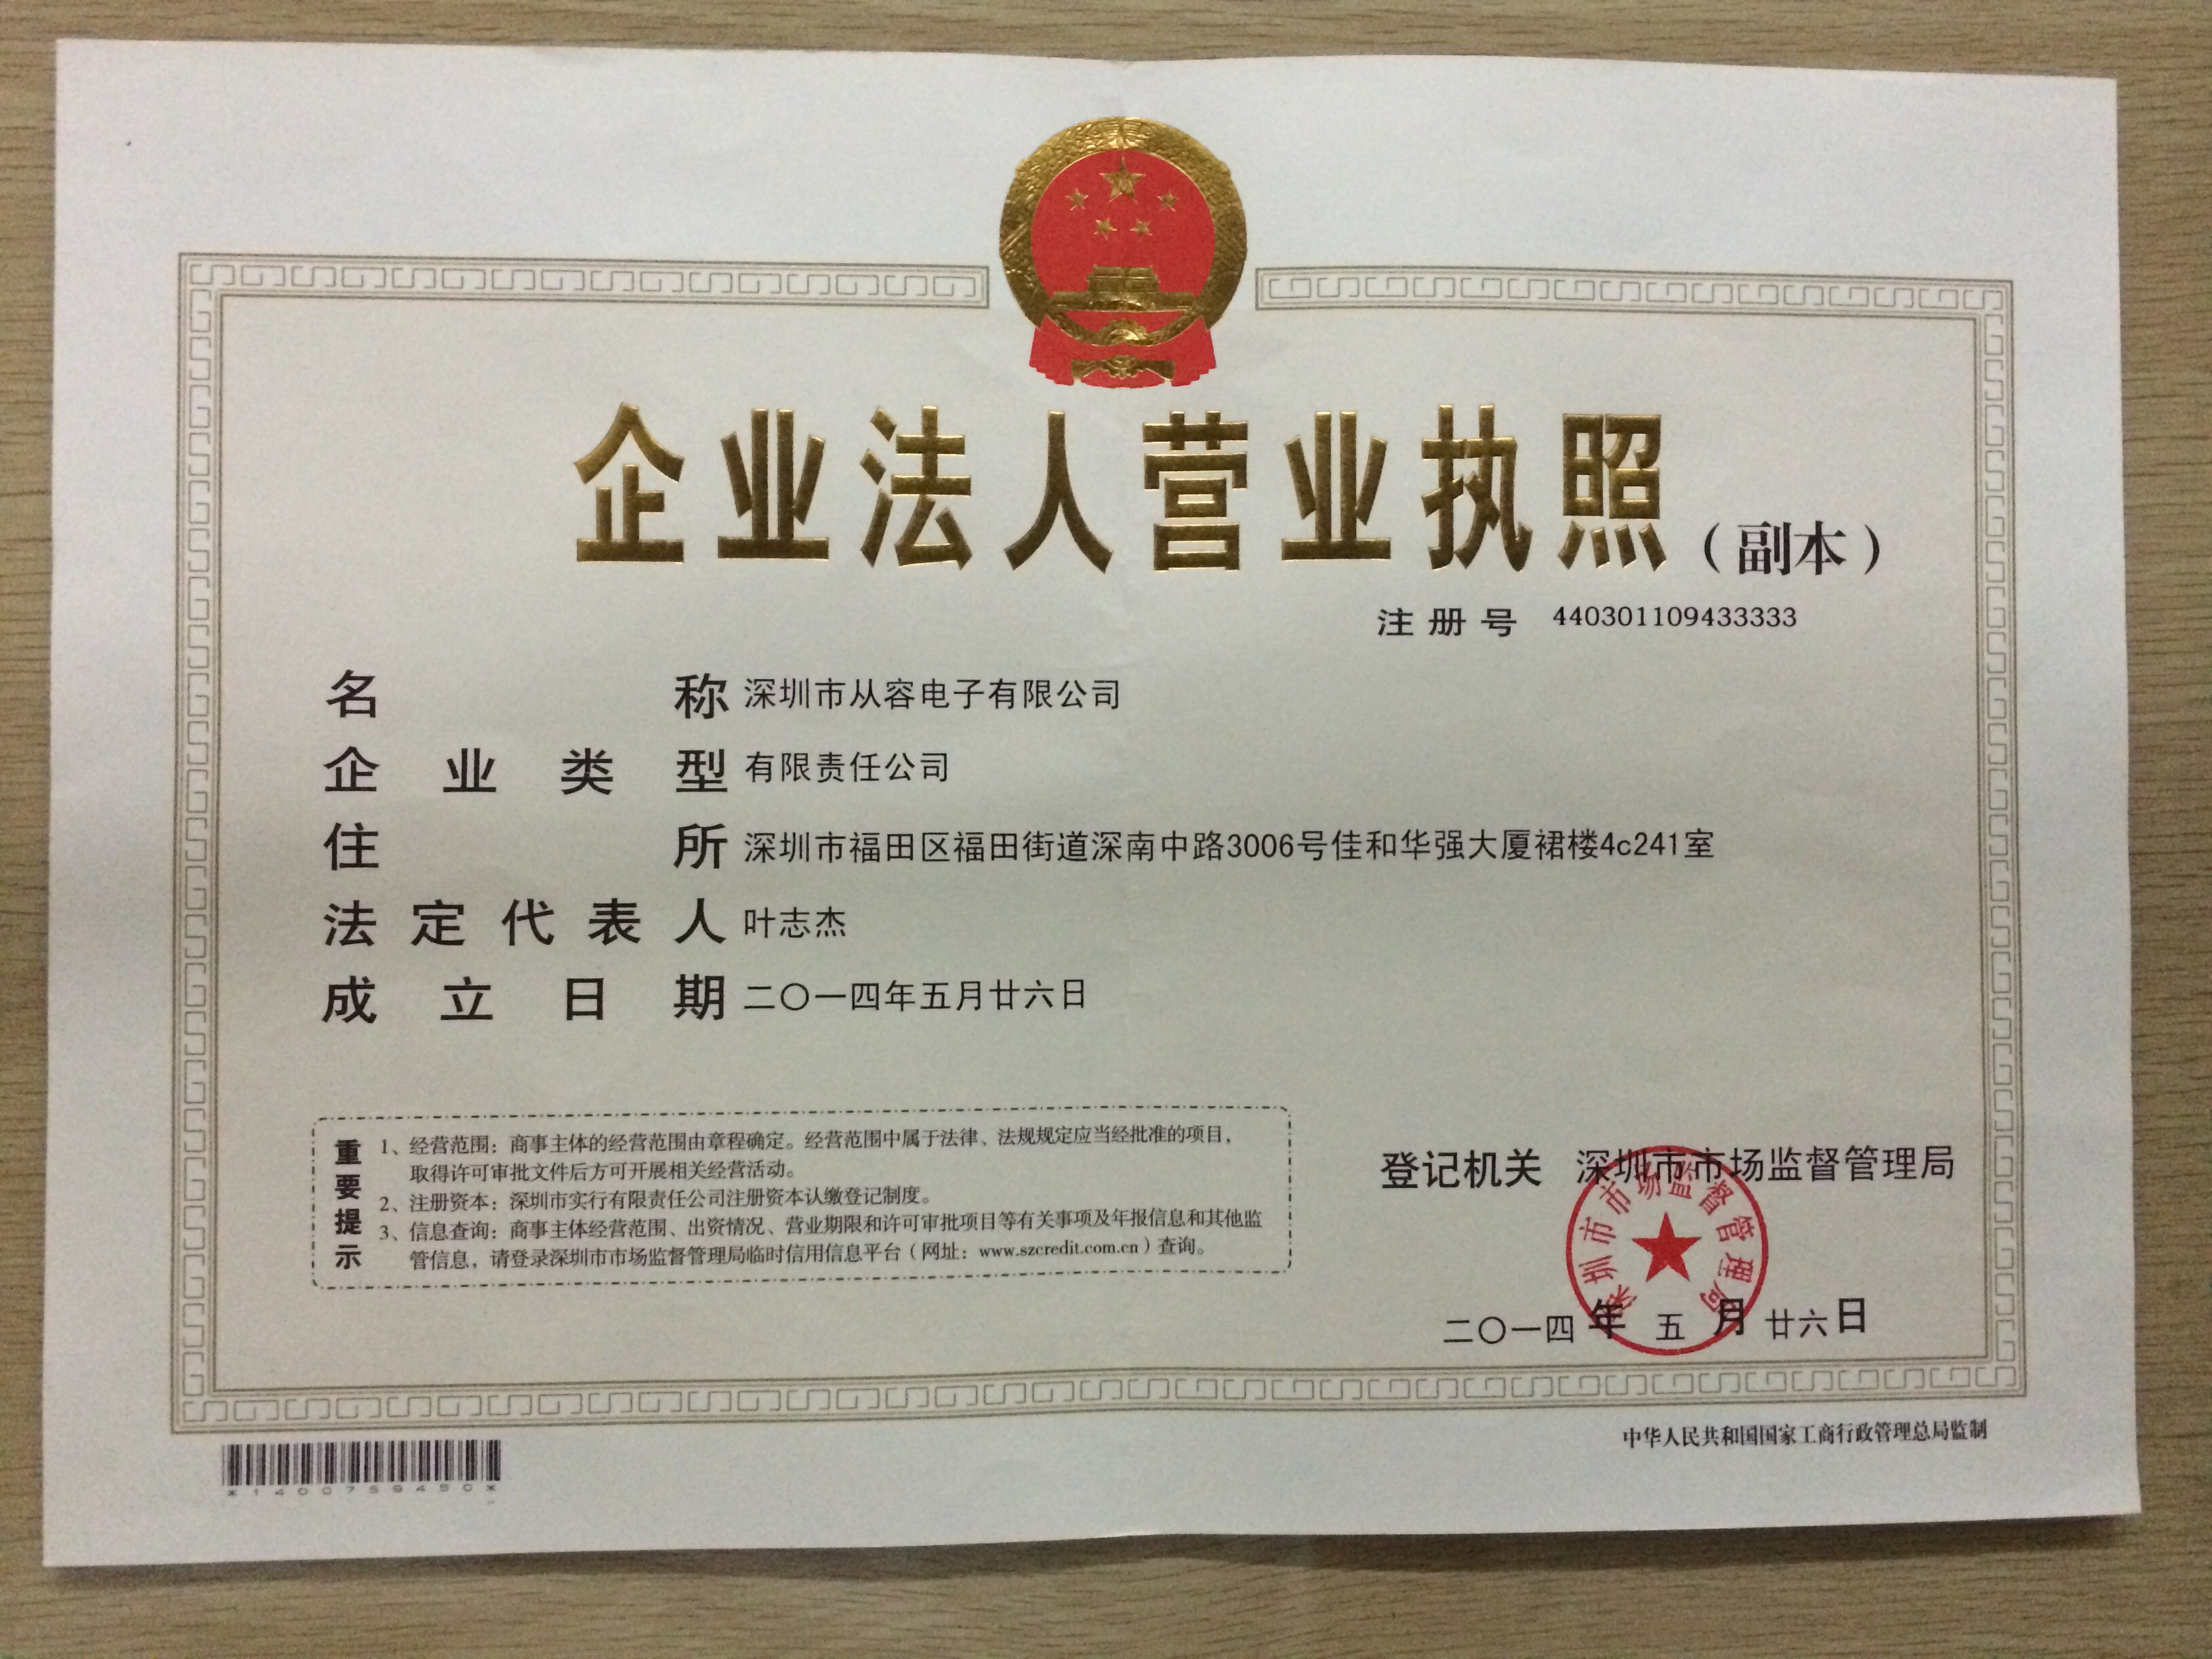 企业法人营业执照（副本）
注册号 440301109433333
名称 深圳市从容电子有限公司
企业类型 有限责任公司
住所 深圳市福田区福田街道深南中路3006号佳和华强大厦裙楼4c241室
法定代表人 叶志杰
成立日期 二〇一四年五月廿六日
重要提示
1、经营范围：商事主体的经营范围由章程确定。经营范围中属于法律、法规规定应当经批准的项目，
取得许可审批文件后方可开展相关经营活动。
2、注册资本：深圳市实行有限责任公司注册资本认缴登记制度。
3、信息查询：商事主体经营范围、出资情况、营业期限和许可审批项目等有关事项及年报信息和其他监
管信息，请登录深圳市市场监督管理局临时信用信息平台（网址：www.szcredit.com.cn）查询。
登记机关 深圳市市场监督管理局
深圳市市场监督管理局
二〇一四年五月廿六日
*1400759450*
中华人民共和国国家工商行政管理总局监制